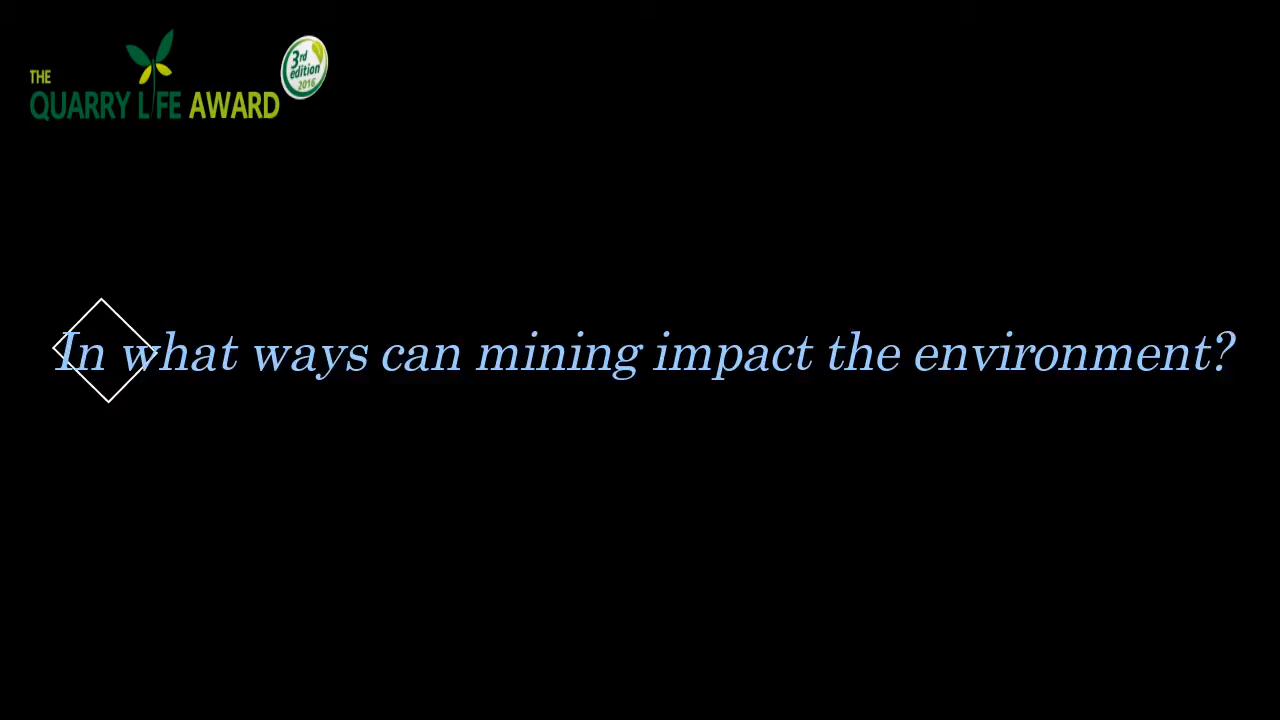 THE
QUARRY LIFE AWARD
3rd
edition
2016
In what ways can mining impact the environment?